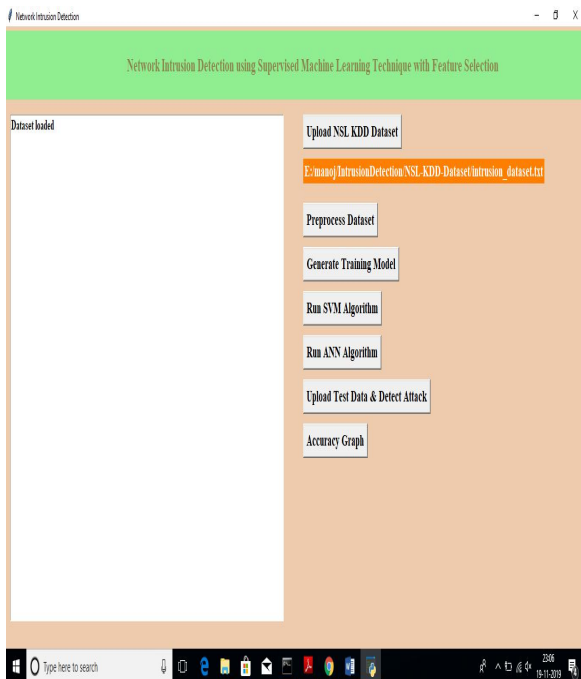 Network Intrusion Detection
Network Intrusion Detection using Supervised Machine Learning Technique with Feature Selection
Dataset loaded
Upload NSL KDD Dataset
E:/manoj/IntrusionDetection/NSL-KDD-Dataset/intrusion_dataset.txt
Preprocess Dataset
Generate Training Model
Run SVM Algorithm
Run ANN Algorithm
Upload Test Data & Detect Attack
Accuracy Graph
Type here to search
23:06
19-11-2019